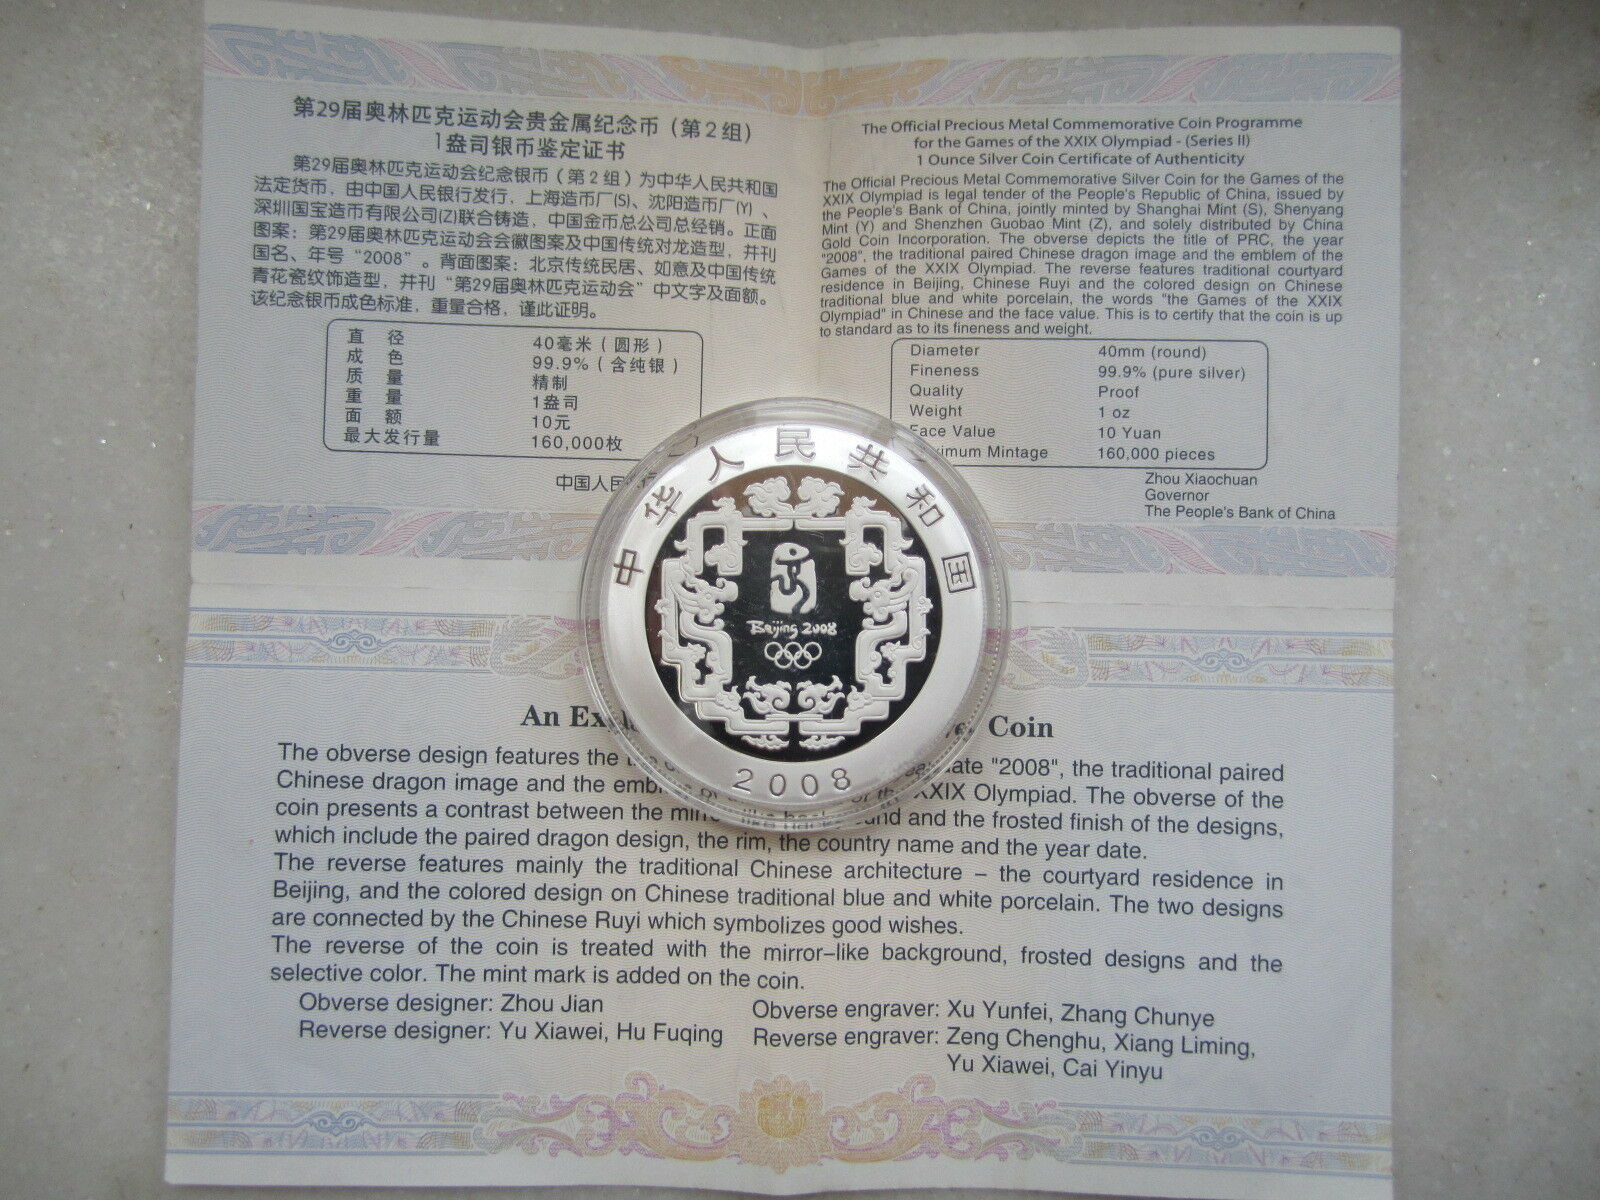 第29届奥林匹克运动会贵金属纪念币(第2组)
1盎司银币鉴定证书
第29届奥林匹克运动会纪念银币(第2组)为中华人民共和国
法定货币，由中国人民银行发行，上海造币厂(S)、沈阳造币厂(Y)、
深圳国宝造币有限公司(Z)联合铸造，中国金币总公司总经销。正面
图案：第29届奥林匹克运动会会徽图案及中国传统对龙造型，并刊
国名、年号“2008”。背面图案：北京传统民居、如意及中国传统
青花瓷纹饰造型，并刊“第29届奥林匹克运动会”中文字及面额。
该纪念银币成色标准，重量合格，谨此证明。
直 径 40毫米(圆形)
成 色 99.9%(含纯银)
质 量 精制
重 量 1盎司
面 额 10元
最大发行量 160,000枚
中国人民
The Official Precious Metal Commemorative Coin Programme
for the Games of the XXIX Olympiad - (Series II)
1 Ounce Silver Coin Certificate of Authenticity
The Official Precious Metal Commemorative Silver Coin for the Games of the
XXIX Olympiad is legal tender of the People's Republic of China, issued by
the People's Bank of China, jointly minted by Shanghai Mint (S), Shenyang
Mint (Y) and Shenzhen Guobao Mint (Z), and solely distributed by China
Gold Coin Incorporation. The obverse depicts the title of PRC, the year
"2008", the traditional paired Chinese dragon image and the emblem of the
Games of the XXIX Olympiad. The reverse features traditional courtyard
residence in Beijing, Chinese Ruyi and the colored design on Chinese
traditional blue and white porcelain, the words "the Games of the XXIX
Olympiad" in Chinese and the face value. This is to certify that the coin is up
to standard as to its fineness and weight.
Diameter 40mm (round)
Fineness 99.9% (pure silver)
Quality Proof
Weight 1 oz
Face Value 10 Yuan
ximum Mintage 160,000 pieces
Zhou Xiaochuan
Governor
The People's Bank of China
中华人民共和国
Beijing 2008
2008
An Ex Coin
The obverse design features the date "2008", the traditional paired
Chinese dragon image and the emb of the XXIX Olympiad. The obverse of the
coin presents a contrast between the mirror-like background and the frosted finish of the designs,
which include the paired dragon design, the rim, the country name and the year date.
The reverse features mainly the traditional Chinese architecture – the courtyard residence in
Beijing, and the colored design on Chinese traditional blue and white porcelain. The two designs
are connected by the Chinese Ruyi which symbolizes good wishes.
The reverse of the coin is treated with the mirror–like background, frosted designs and the
selective color. The mint mark is added on the coin.
Obverse designer: Zhou Jian Obverse engraver: Xu Yunfei, Zhang Chunye
Reverse designer: Yu Xiawei, Hu Fuqing Reverse engraver: Zeng Chenghu, Xiang Liming,
Yu Xiawei, Cai Yinyu